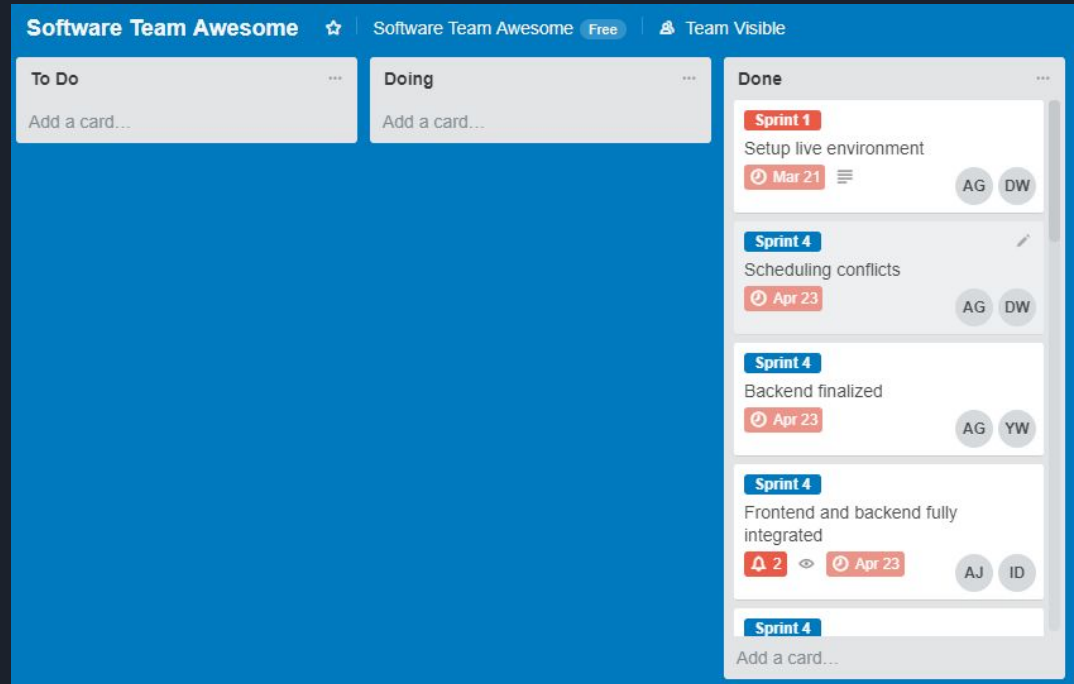 Software Team Awesome Software Team Awesome Free Team Visible
To Do ...
Add a card...
Doing ...
Add a card...
Done ...
Sprint 1
Setup live environment
Mar 21
AG DW
Sprint 4
Scheduling conflicts
Apr 23
AG DW
Sprint 4
Backend finalized
Apr 23
AG YW
Sprint 4
Frontend and backend fully
integrated
2 Apr 23
AJ ID
Sprint 4
Add a card...